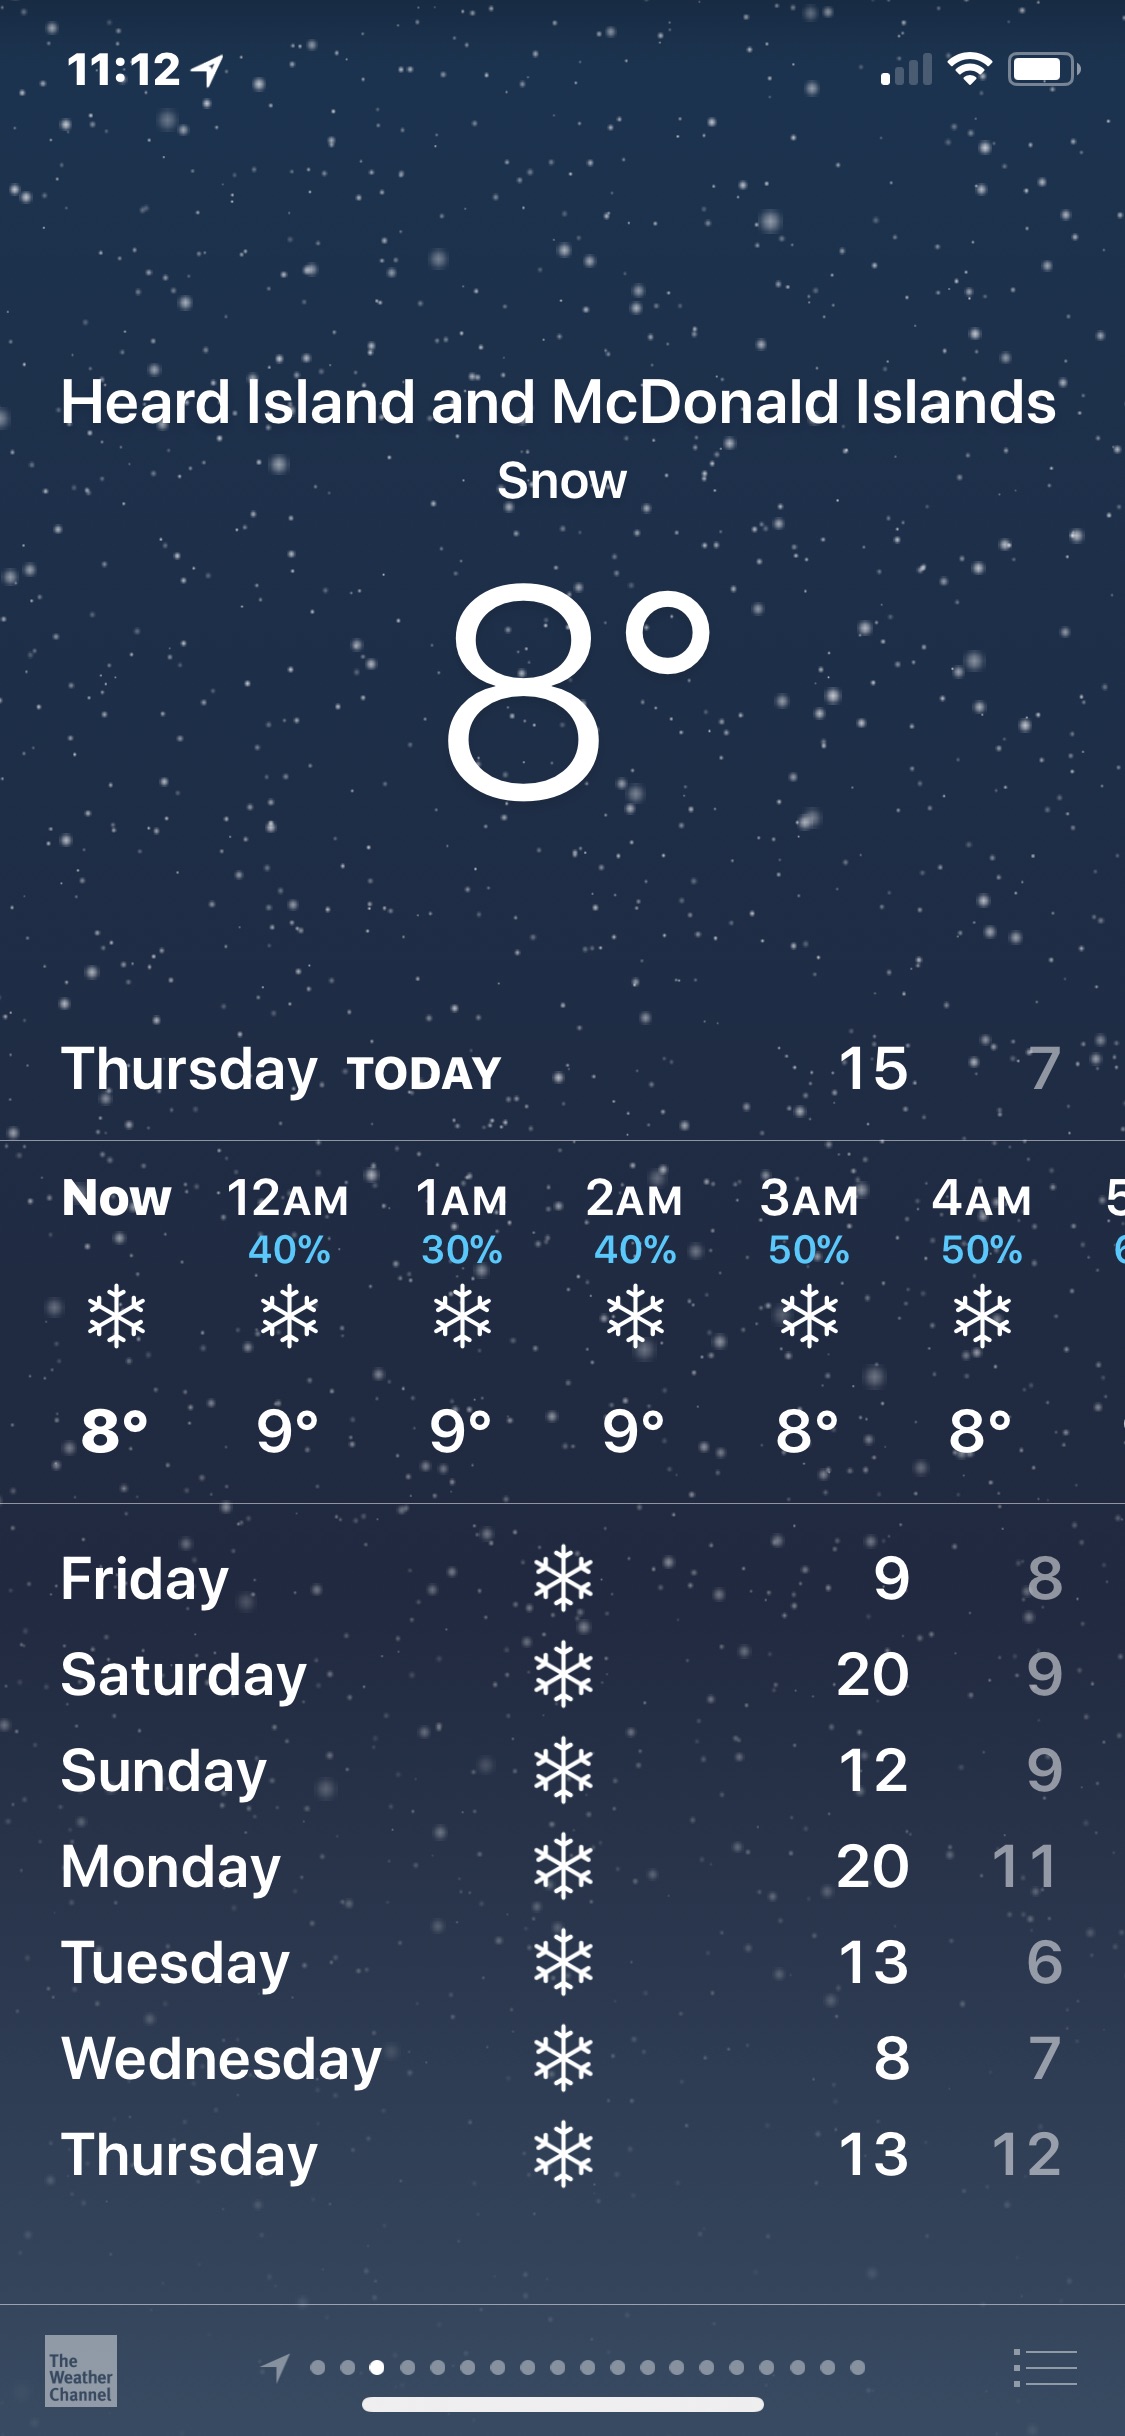 11:12
Heard Island and McDonald Islands
Snow
8°
Thursday TODAY 15 7
Now 12AM 1AM 2AM 3AM 4AM 5
40% 30% 40% 50% 50% 6
8° 9° 9° 9° 8° 8°
Friday 9 8
Saturday 20 9
Sunday 12 9
Monday 20 11
Tuesday 13 6
Wednesday 8 7
Thursday 13 12
The
Weather
Channel